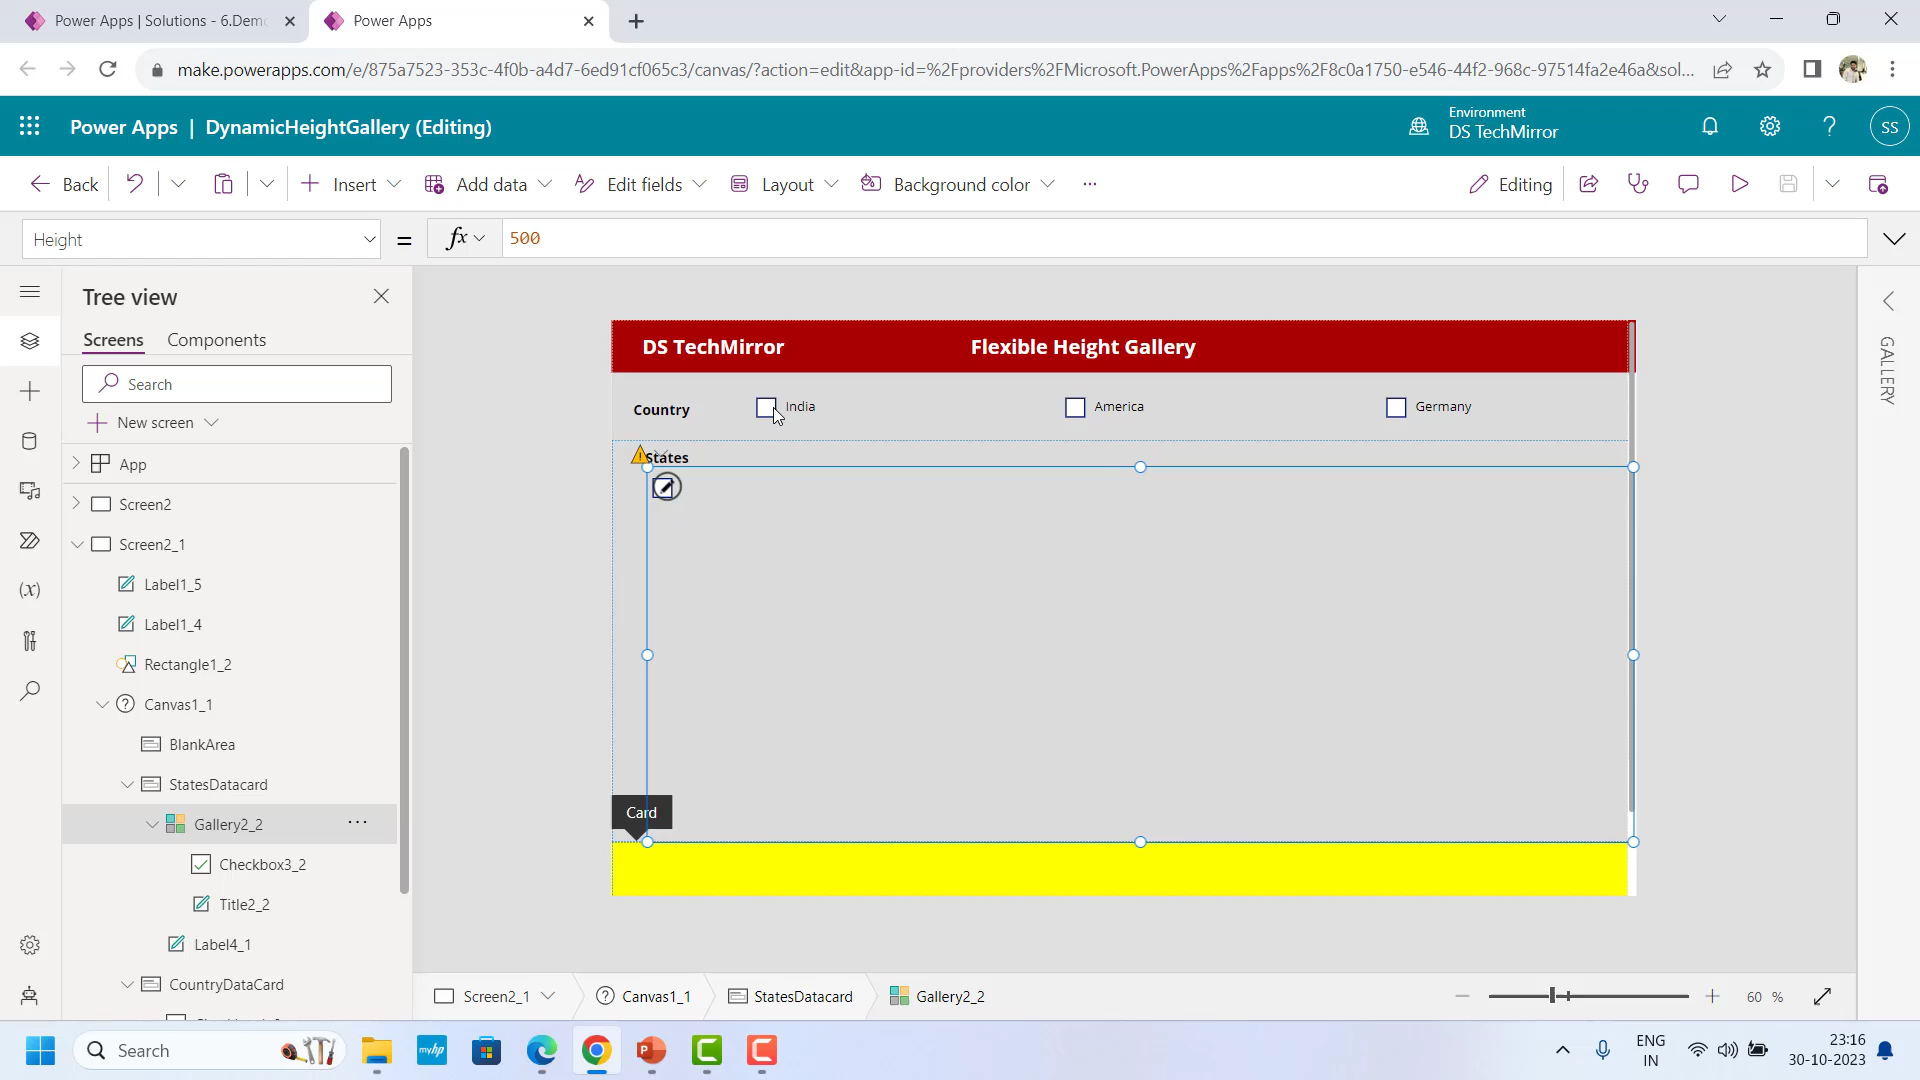 Power Apps | Solutions - 6.Demo
Power Apps
make.powerapps.com/e/875a7523-353c-4f0b-a4d7-6ed91cf065c3/canvas/?action=edit&app-id=%2Fproviders%2FMicrosoft.PowerApps%2Fapps%2F8c0a1750-e546-44f2-968c-97514fa2e46a&sol...
Power Apps | DynamicHeightGallery (Editing)
Environment
DS TechMirror
SS
Back
Insert
Add data
Edit fields
Layout
Background color
Editing
Height
=
fx
500
Tree view
Screens
Components
Search
New screen
App
Screen2
Screen2_1
Label1_5
Label1_4
Rectangle1_2
Canvas1_1
BlankArea
StatesDatacard
Gallery2_2
Checkbox3_2
Title2_2
Label4_1
CountryDataCard
DS TechMirror
Flexible Height Gallery
Country
India
America
Germany
States
Card
GALLERY
Screen2_1
Canvas1_1
StatesDatacard
Gallery2_2
60 %
Search
myhp
ENG
IN
23:16
30-10-2023